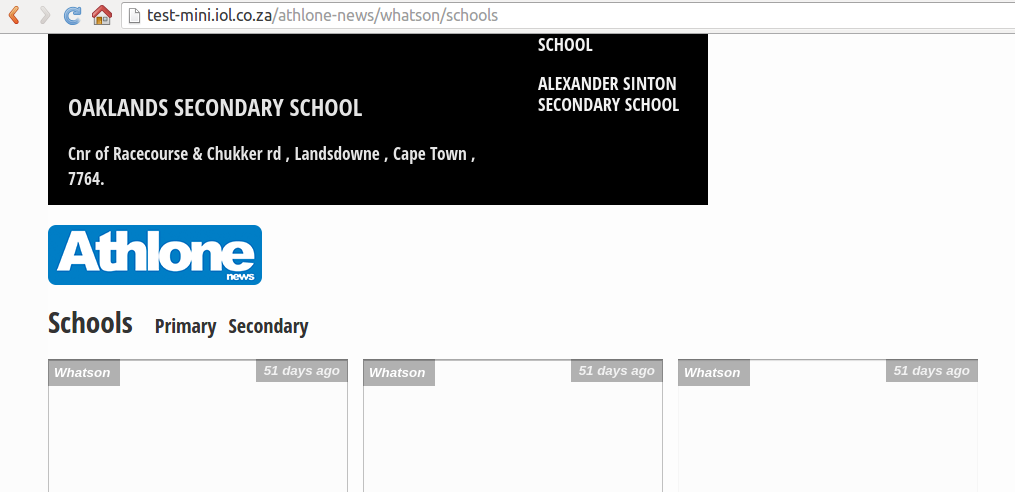 test-mini.iol.co.za/athlone-news/whatson/schools
SCHOOL
ALEXANDER SINTON
SECONDARY SCHOOL
OAKLANDS SECONDARY SCHOOL
Cnr of Racecourse & Chukker rd , Landsdowne , Cape Town ,
7764.
Athlone
news
Schools Primary Secondary
Whatson 51 days ago Whatson 51 days ago Whatson 51 days ago